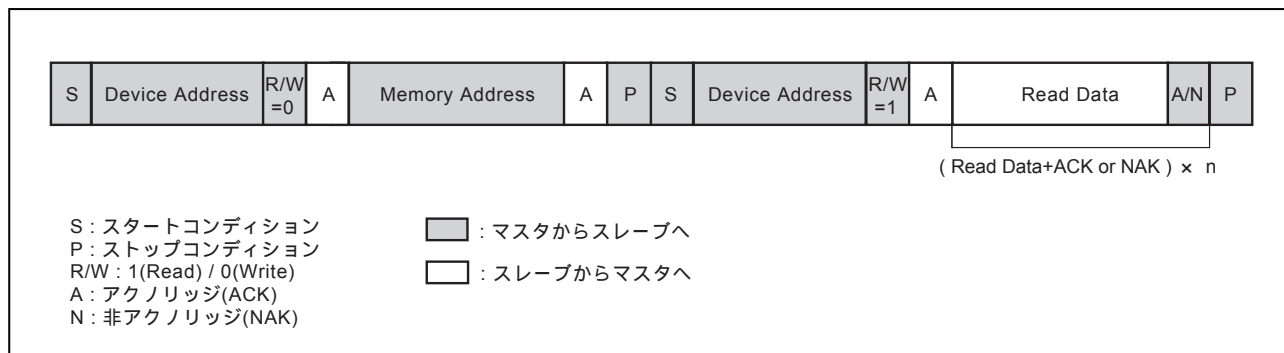 S Device Address R/W =0 A Memory Address A P S Device Address R/W =1 A Read Data A/N P
( Read Data+ACK or NAK ) × n
S : スタートコンディション
P : ストップコンディション
R/W : 1(Read) / 0(Write)
A : アクノリッジ(ACK)
N : 非アクノリッジ(NAK)
: マスタからスレーブへ
: スレーブからマスタへ